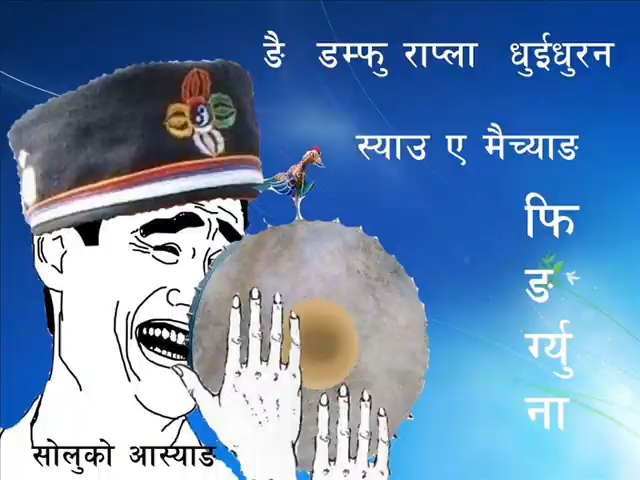 ङै डम्फु राप्ला धुईधुरन
स्याउ ए मैच्याङ
फि
ङ
र्ग्यु
ना
सोलुको आस्याङ